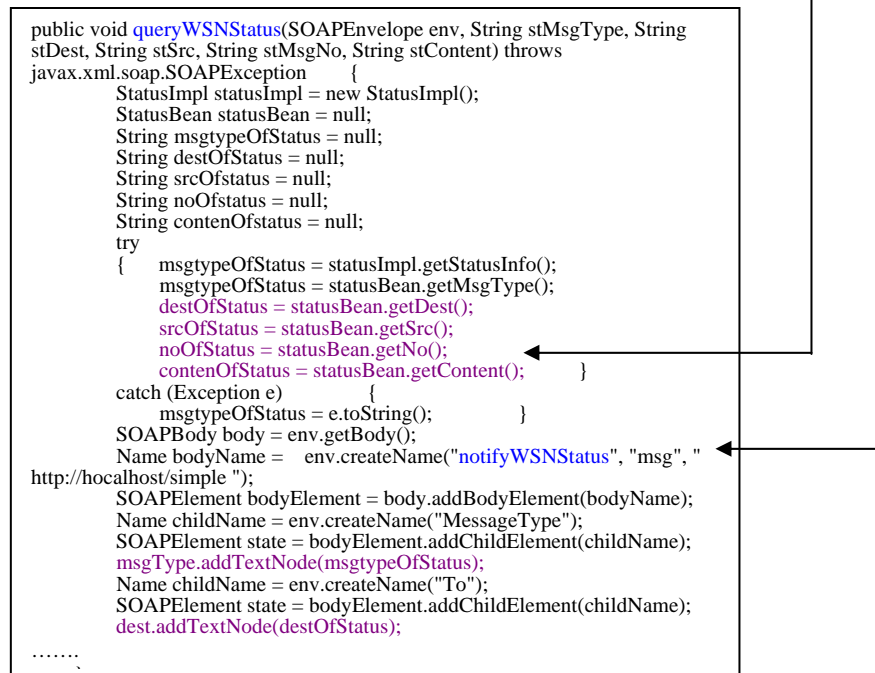 public void queryWSNStatus(SOAPEnvelope env, String stMsgType, String
stDest, String stSrc, String stMsgNo, String stContent) throws
javax.xml.soap.SOAPException {
StatusImpl statusImpl = new StatusImpl();
StatusBean statusBean = null;
String msgtypeOfStatus = null;
String destOfStatus = null;
String srcOfstatus = null;
String noOfstatus = null;
String contenOfstatus = null;
try
{ msgtypeOfStatus = statusImpl.getStatusInfo();
msgtypeOfStatus = statusBean.getMsgType();
destOfStatus = statusBean.getDest();
srcOfStatus = statusBean.getSrc();
noOfStatus = statusBean.getNo();
contenOfStatus = statusBean.getContent(); }
catch (Exception e) {
msgtypeOfStatus = e.toString(); }
SOAPBody body = env.getBody();
Name bodyName = env.createName("notifyWSNStatus", "msg", "
http://hocalhost/simple ");
SOAPElement bodyElement = body.addBodyElement(bodyName);
Name childName = env.createName("MessageType");
SOAPElement state = bodyElement.addChildElement(childName);
msgType.addTextNode(msgtypeOfStatus);
Name childName = env.createName("To");
SOAPElement state = bodyElement.addChildElement(childName);
dest.addTextNode(destOfStatus);
…….